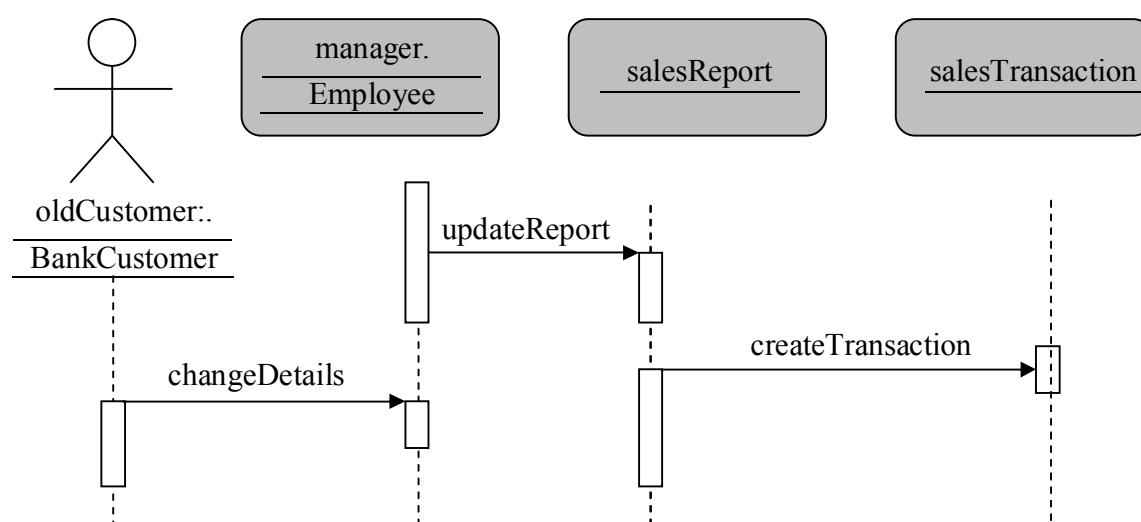 manager.
Employee
salesReport
salesTransaction
oldCustomer:.
BankCustomer
updateReport
createTransaction
changeDetails